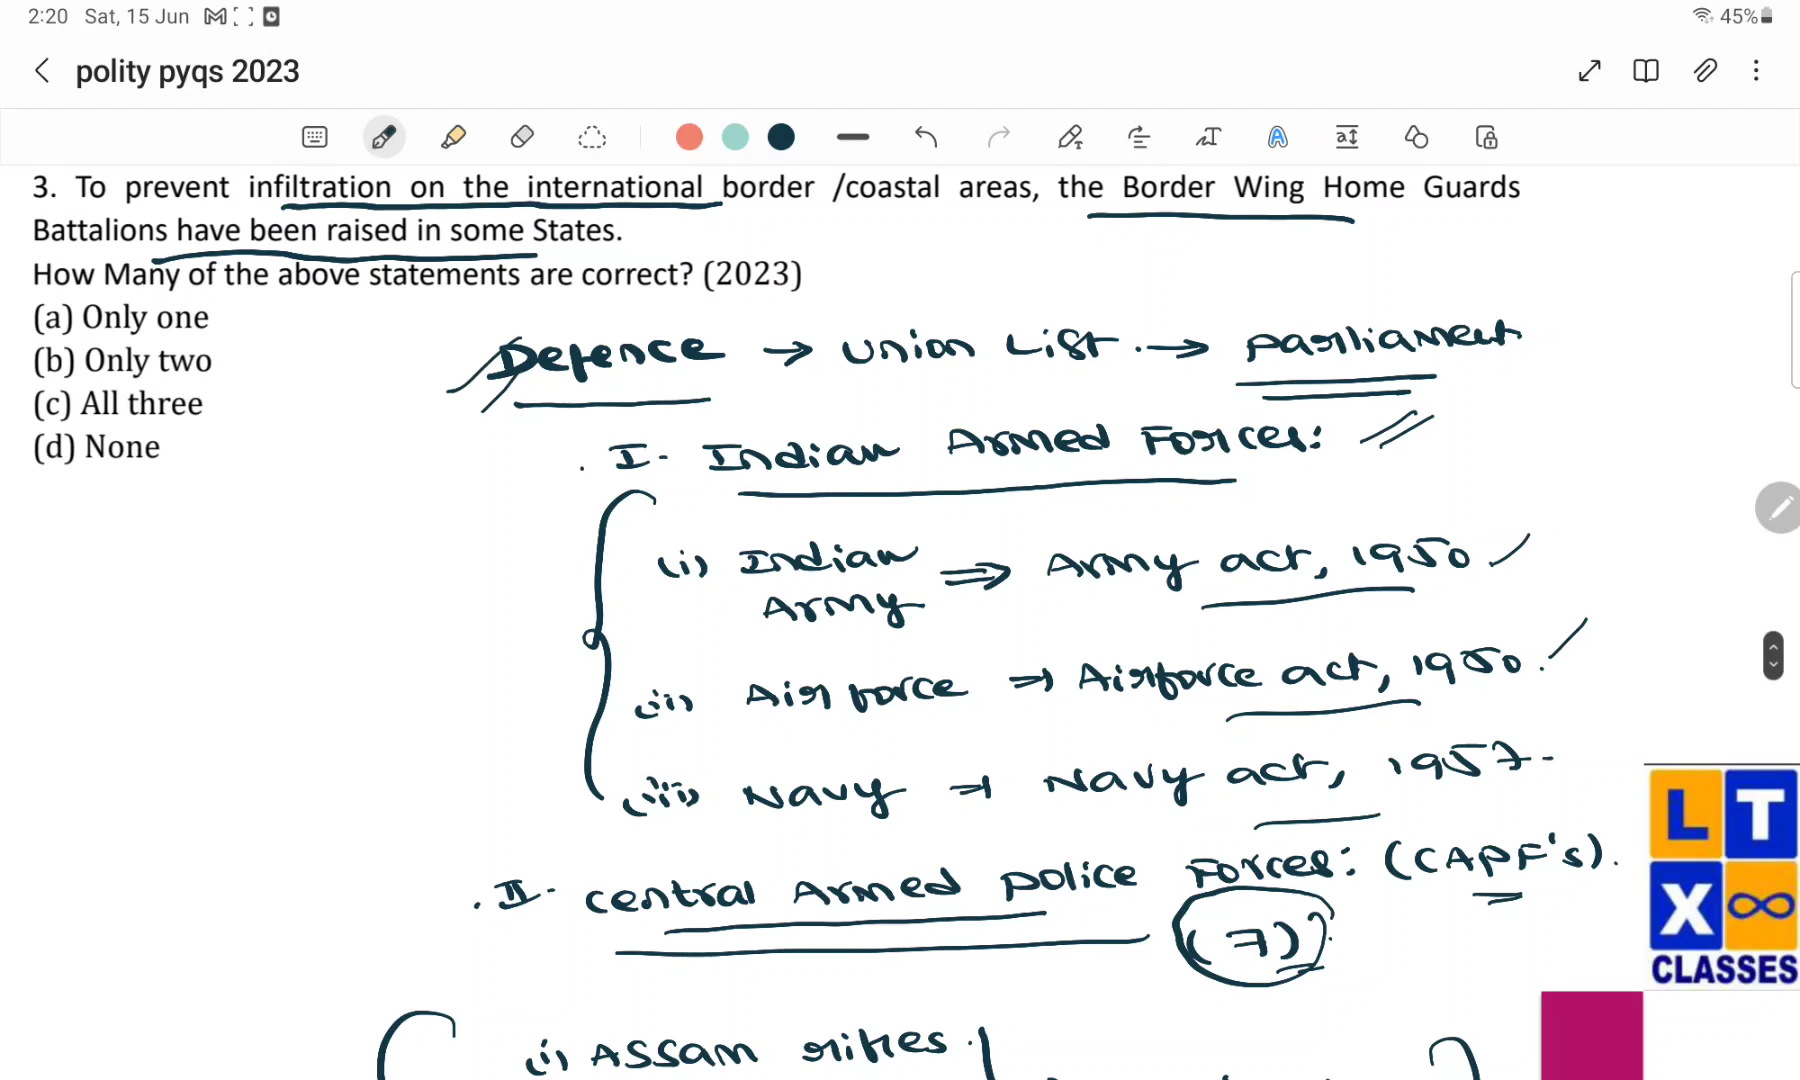 2:20 Sat, 15 Jun
45%
polity pyqs 2023
3. To prevent infiltration on the international border /coastal areas, the Border Wing Home Guards
Battalions have been raised in some States.
How Many of the above statements are correct? (2023)
(a) Only one
(b) Only two
(c) All three
(d) None
Defence → Union List → Parliament
I. Indian Armed Forces:
(i) Indian Army ⇒ Army act, 1950
(ii) Air force → Airforce act, 1950.
(iii) Navy → Navy act, 1957.
II. Central Armed Police Forces: (CAPF's).
(7)
(i) Assam rifles
L T
X ∞
CLASSES